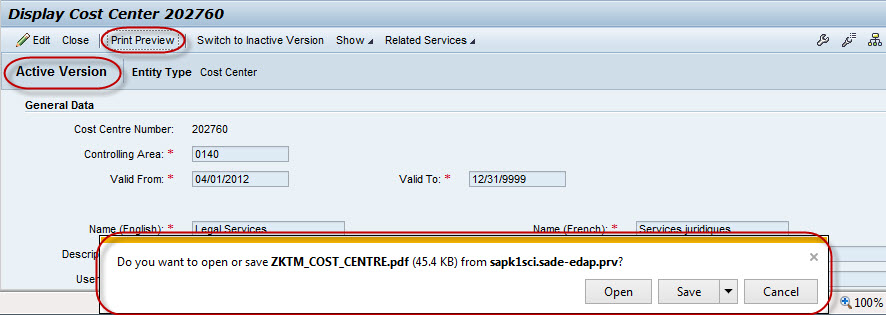 Display Cost Center 202760
Edit Close Print Preview Switch to Inactive Version Show Related Services
Active Version Entity Type Cost Center
General Data
Cost Centre Number: 202760
Controlling Area: * 0140
Valid From: * 04/01/2012 Valid To: * 12/31/9999
Name (English): * Legal Services Name (French): * Services juridiques
Descrip
User
Do you want to open or save ZKTM_COST_CENTRE.pdf (45.4 KB) from sapk1sci.sade-edap.prv?
Open Save Cancel
100%